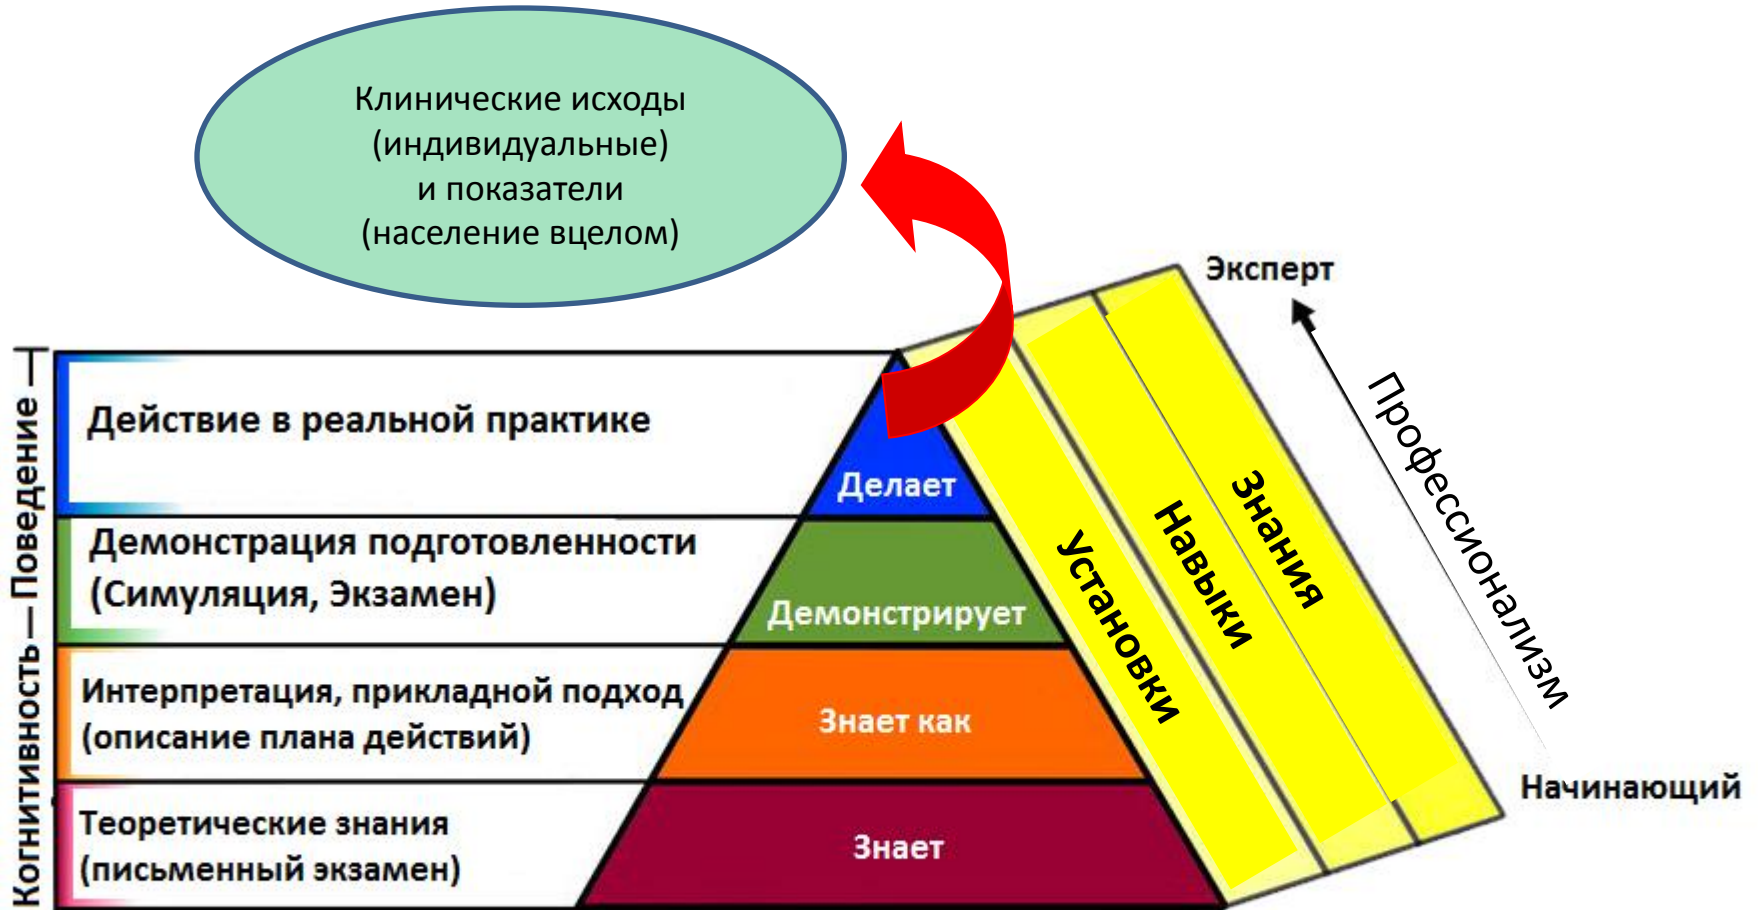 Клинические исходы
(индивидуальные)
и показатели
(население вцелом)
Эксперт
Профессионализм
Начинающий
Когнитивность — Поведение
Действие в реальной практике
Делает
Демонстрация подготовленности
(Симуляция, Экзамен)
Демонстрирует
Интерпретация, прикладной подход
(описание плана действий)
Знает как
Теоретические знания
(письменный экзамен)
Знает
Установки
Навыки
Знания